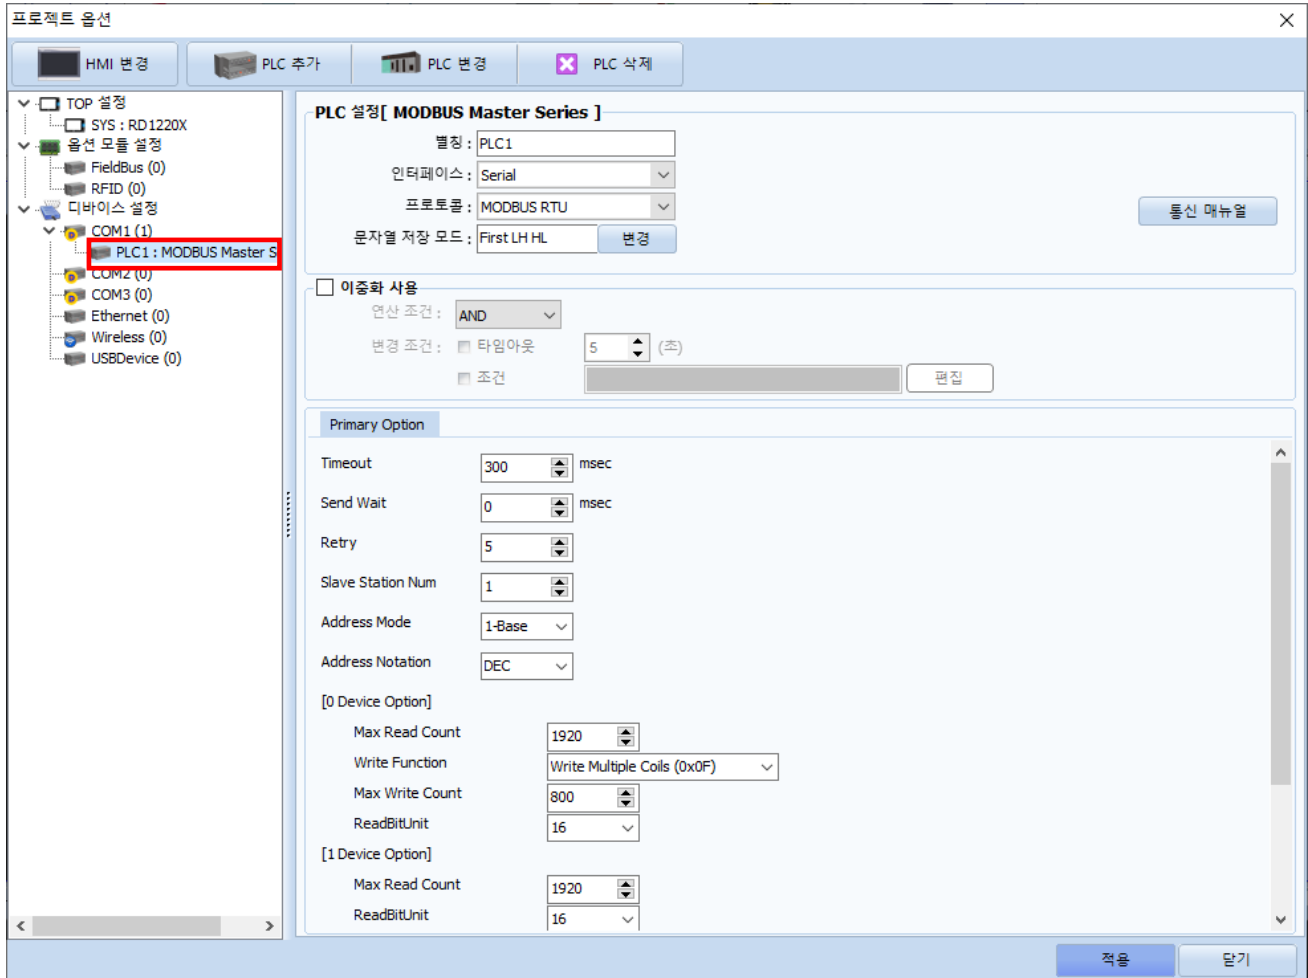 프로젝트 옵션
HMI 변경
PLC 추가
PLC 변경
PLC 삭제
TOP 설정
SYS : RD1220X
옵션 모듈 설정
FieldBus (0)
RFID (0)
디바이스 설정
COM1 (1)
PLC1 : MODBUS Master S
COM2 (0)
COM3 (0)
Ethernet (0)
Wireless (0)
USBDevice (0)
PLC 설정[ MODBUS Master Series ]
별칭 : PLC1
인터페이스 : Serial
프로토콜 : MODBUS RTU
통신 매뉴얼
문자열 저장 모드 : First LH HL 변경
이중화 사용
연산 조건 : AND
변경 조건 : 타임아웃 5 (초)
조건 편집
Primary Option
Timeout 300 msec
Send Wait 0 msec
Retry 5
Slave Station Num 1
Address Mode 1-Base
Address Notation DEC
[0 Device Option]
Max Read Count 1920
Write Function Write Multiple Coils (0x0F)
Max Write Count 800
ReadBitUnit 16
[1 Device Option]
Max Read Count 1920
ReadBitUnit 16
적용
닫기